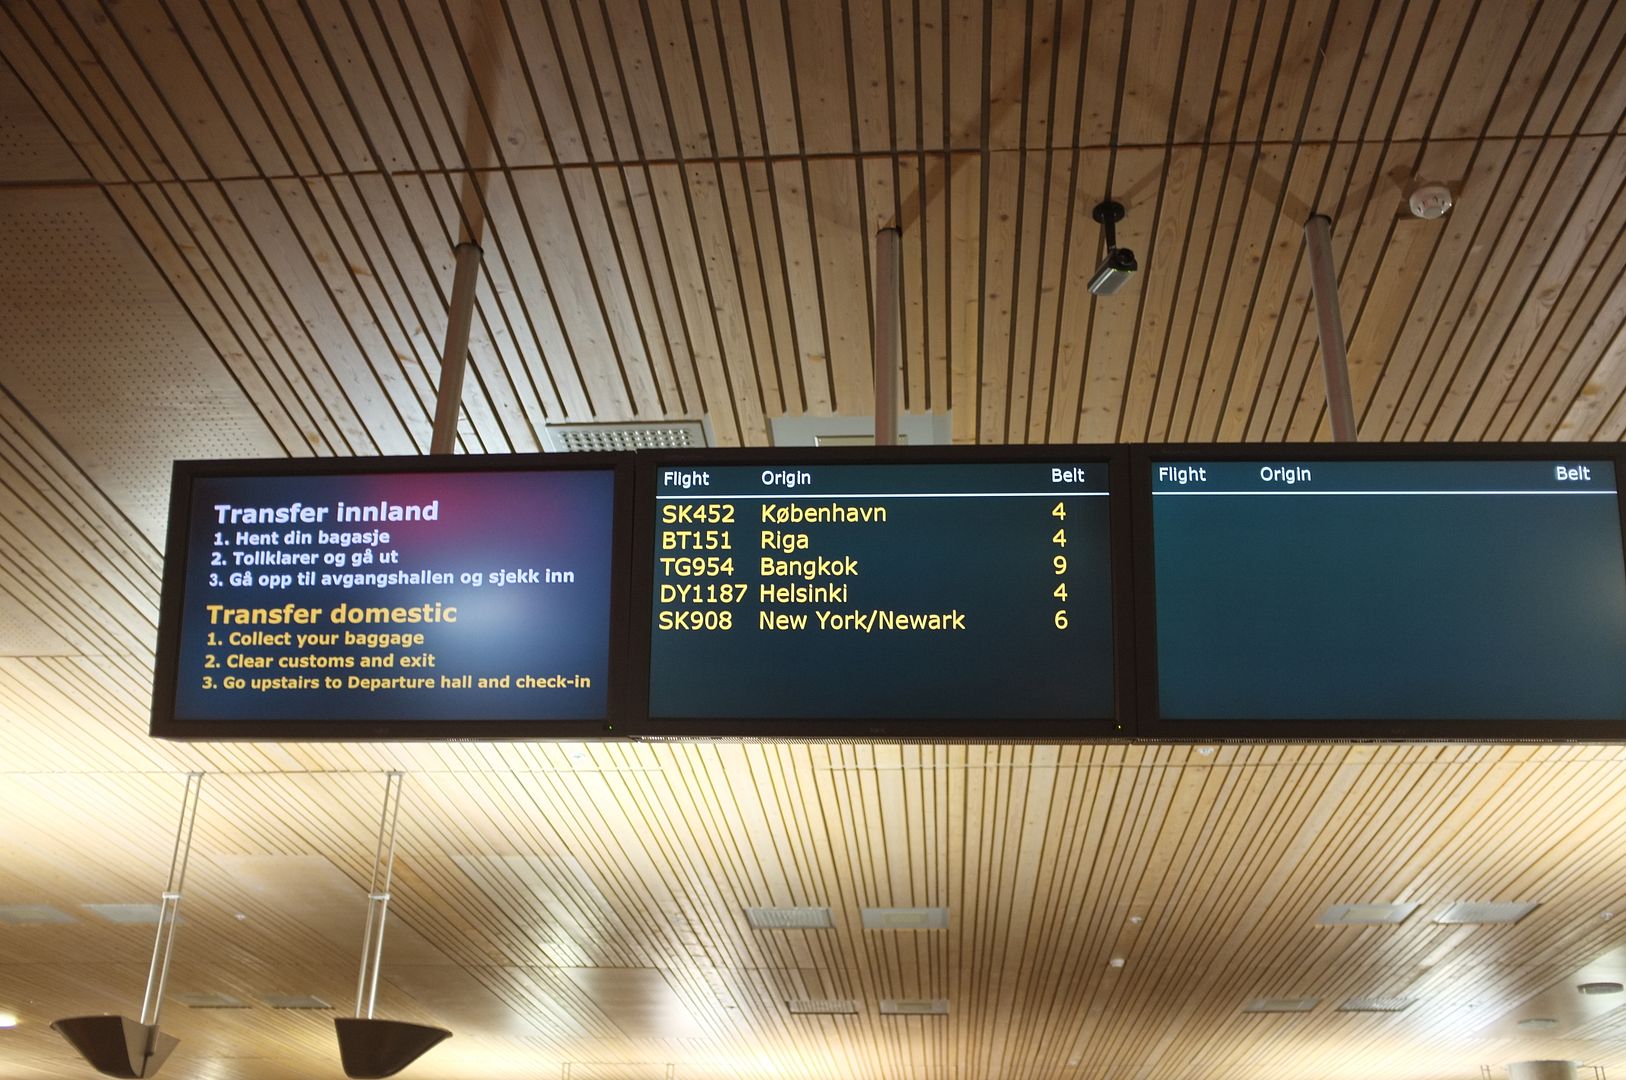 Transfer innland
1. Hent din bagasje
2. Tollklarer og gå ut
3. Gå opp til avgangshallen og sjekk inn
Transfer domestic
1. Collect your baggage
2. Clear customs and exit
3. Go upstairs to Departure hall and check-in
Flight Origin Belt
SK452 København 4
BT151 Riga 4
TG954 Bangkok 9
DY1187 Helsinki 4
SK908 New York/Newark 6
Flight Origin Belt